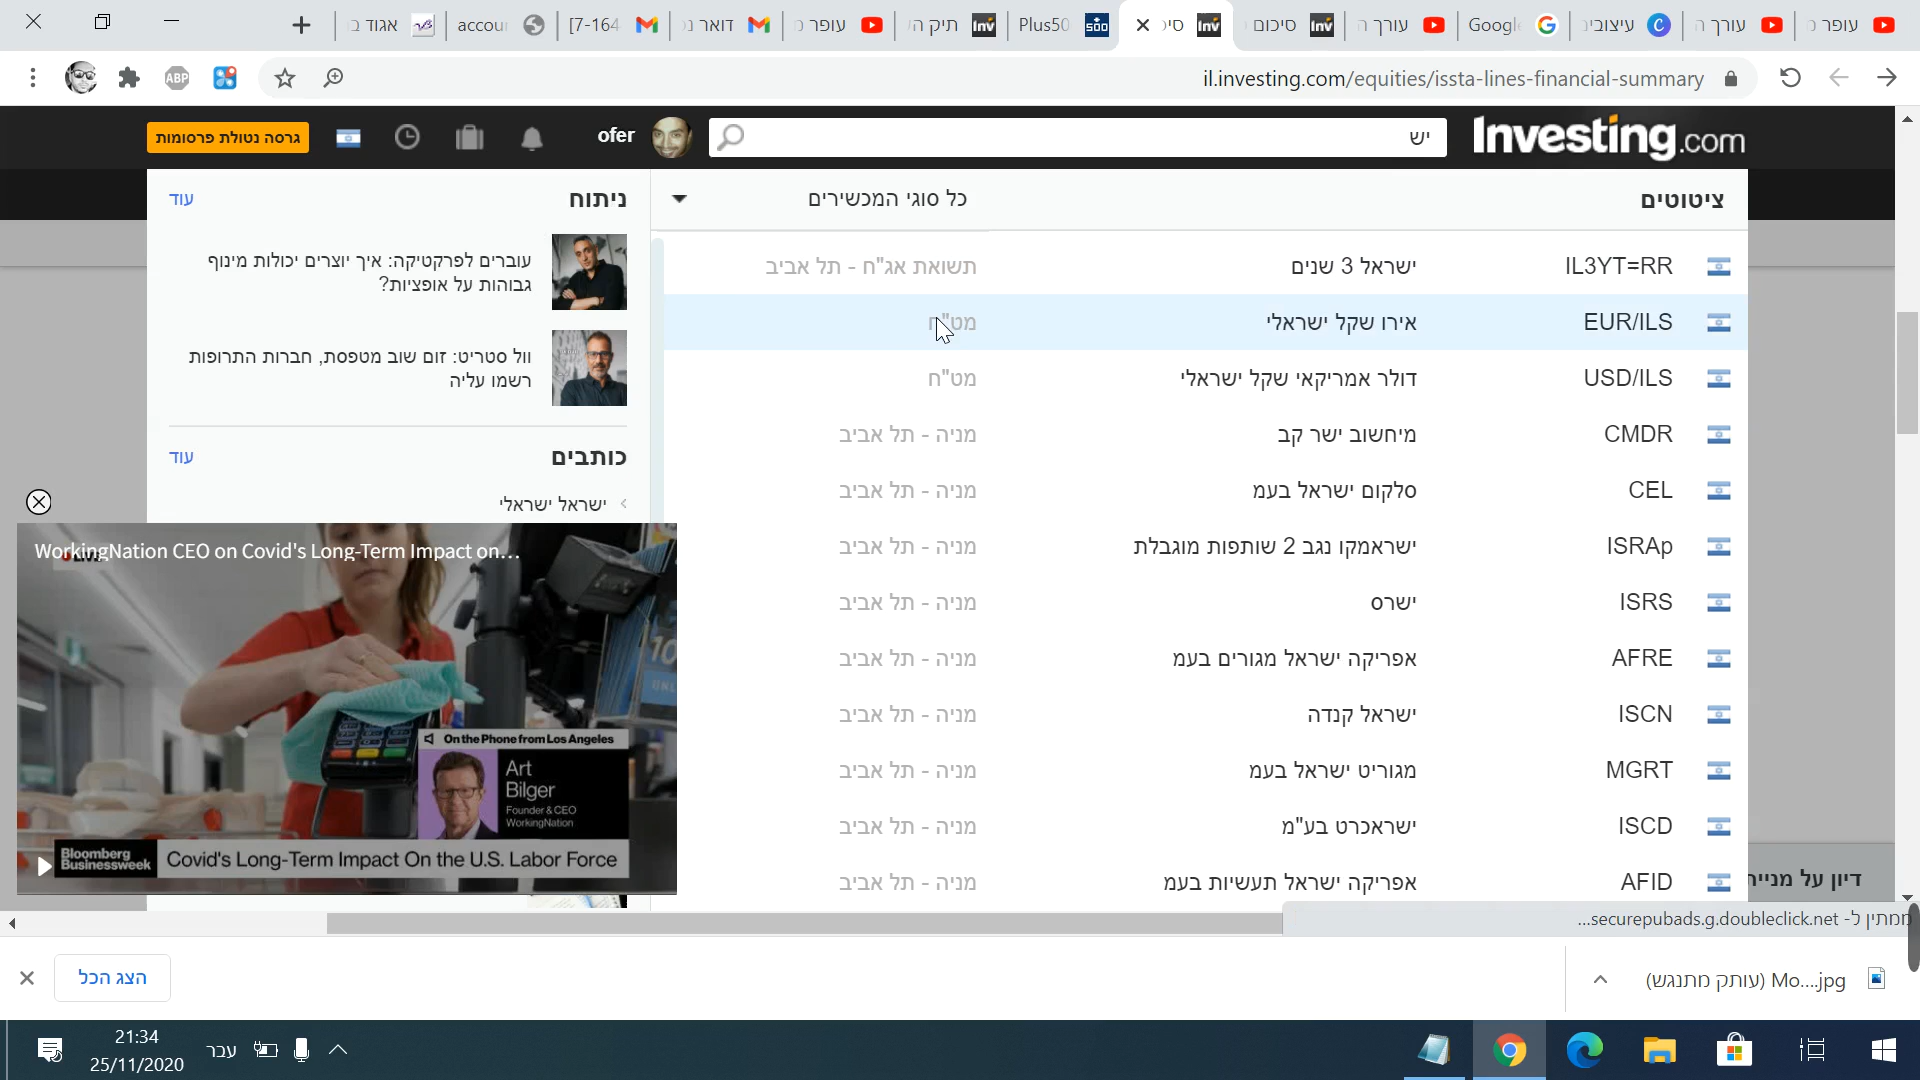 עופר מ
עורך ה
עיצובינ
Google
עורך ה
סיכום
סיכ
Plus50
תיק הש
עופר מ
דואר נכ
[7-164
accour
אגוד ב
il.investing.com/equities/issta-lines-financial-summary
ABP
Investing.com
יש
ofer
גרסה נטולת פרסומות
ציטוטים
כל סוגי המכשירים
IL3YT=RR ישראל 3 שנים תשואת אג"ח - תל אביב
EUR/ILS אירו שקל ישראלי מט"ח
USD/ILS דולר אמריקאי שקל ישראלי מט"ח
CMDR מיחשוב ישר קב מניה - תל אביב
CEL סלקום ישראל בעמ מניה - תל אביב
ISRAp ישראמקו נגב 2 שותפות מוגבלת מניה - תל אביב
ISRS ישרס מניה - תל אביב
AFRE אפריקה ישראל מגורים בעמ מניה - תל אביב
ISCN ישראל קנדה מניה - תל אביב
MGRT מגוריט ישראל בעמ מניה - תל אביב
ISCD ישראכרט בע"מ מניה - תל אביב
AFID אפריקה ישראל תעשיות בעמ מניה - תל אביב
ניתוח
עוד
עוברים לפרקטיקה: איך יוצרים יכולות מינוף
גבוהות על אופציות?
וול סטריט: זום שוב מטפסת, חברות התרופות
רשמו עליה
כותבים
עוד
ישראל ישראלי
WorkingNation CEO on Covid's Long-Term Impact on...
On the Phone from Los Angeles
Art
Bilger
Founder & CEO
WorkingNation
Bloomberg
Businessweek
Covid's Long-Term Impact On the U.S. Labor Force
דיון על מניית
ממתין ל- securepubads.g.doubleclick.net...
Mo....jpg (עותק מתנגש)
הצג הכל
עבר
21:34
25/11/2020